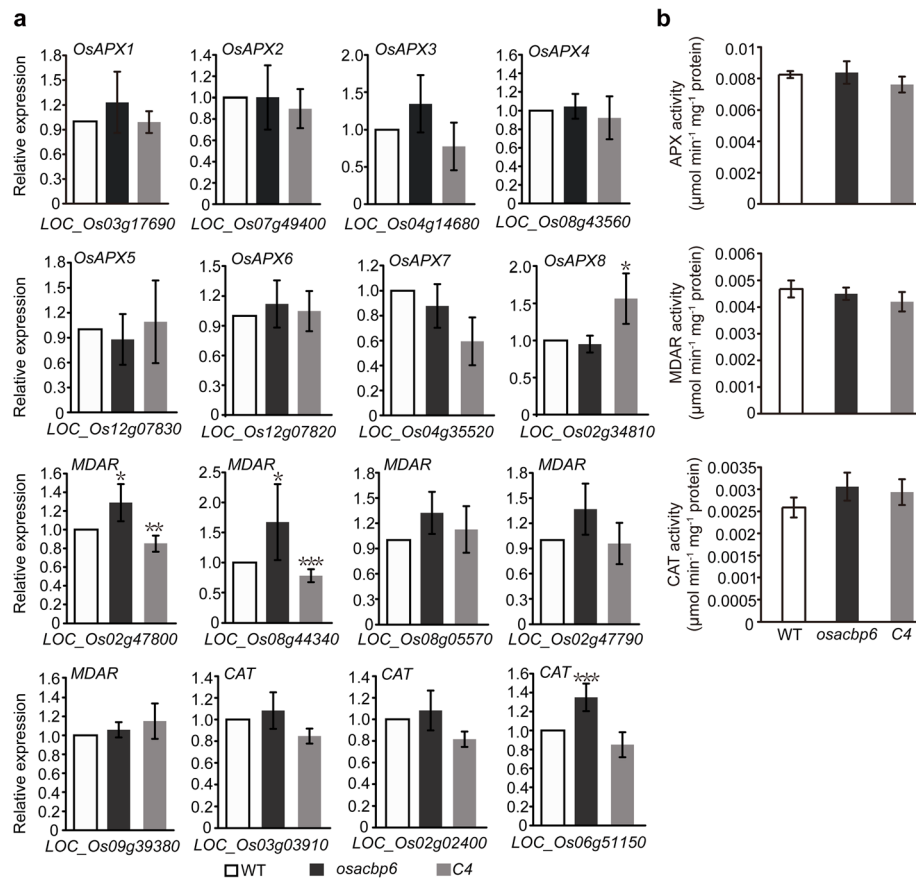 a
b
OsAPX1
OsAPX2
OsAPX3
OsAPX4
Relative expression
1.8
1.5
1.2
0.9
0.6
0.3
0
1.4
1.2
1.0
0.8
0.6
0.4
0.2
0
2.0
1.5
1.0
0.5
0
1.6
1.4
1.2
1.0
0.8
0.6
0.4
0.2
0
LOC_Os03g17690
LOC_Os07g49400
LOC_Os04g14680
LOC_Os08g43560
OsAPX5
OsAPX6
OsAPX7
OsAPX8
Relative expression
1.8
1.5
1.2
0.9
0.6
0.3
0
1.5
1.2
0.9
0.6
0.3
0
1.2
1.0
0.8
0.6
0.4
0.2
0
2.0
1.5
1.0
0.5
0
*
LOC_Os12g07830
LOC_Os12g07820
LOC_Os04g35520
LOC_Os02g34810
MDAR
MDAR
MDAR
MDAR
Relative expression
1.6
1.4
1.2
1.0
0.8
0.6
0.4
0.2
0
*
**
2.5
2.0
1.5
1.0
0.5
0
*
***
1.8
1.5
1.2
0.9
0.6
0.3
0
1.8
1.5
1.2
0.9
0.6
0.3
0
LOC_Os02g47800
LOC_Os08g44340
LOC_Os08g05570
LOC_Os02g47790
MDAR
CAT
CAT
CAT
Relative expression
1.6
1.4
1.2
1.0
0.8
0.6
0.4
0.2
0
1.4
1.2
1.0
0.8
0.6
0.4
0.2
0
1.4
1.2
1.0
0.8
0.6
0.4
0.2
0
1.6
1.4
1.2
1.0
0.8
0.6
0.4
0.2
0
***
LOC_Os09g39380
LOC_Os03g03910
LOC_Os02g02400
LOC_Os06g51150
WT
osacbp6
C4
APX activity
(µmol min⁻¹ mg⁻¹ protein)
0.01
0.008
0.006
0.004
0.002
0
MDAR activity
(µmol min⁻¹ mg⁻¹ protein)
0.006
0.005
0.004
0.002
0.001
0
CAT activity
(µmol min⁻¹ mg⁻¹ protein)
0.0035
0.003
0.0025
0.002
0.0015
0.001
0.0005
0
WT
osacbp6
C4